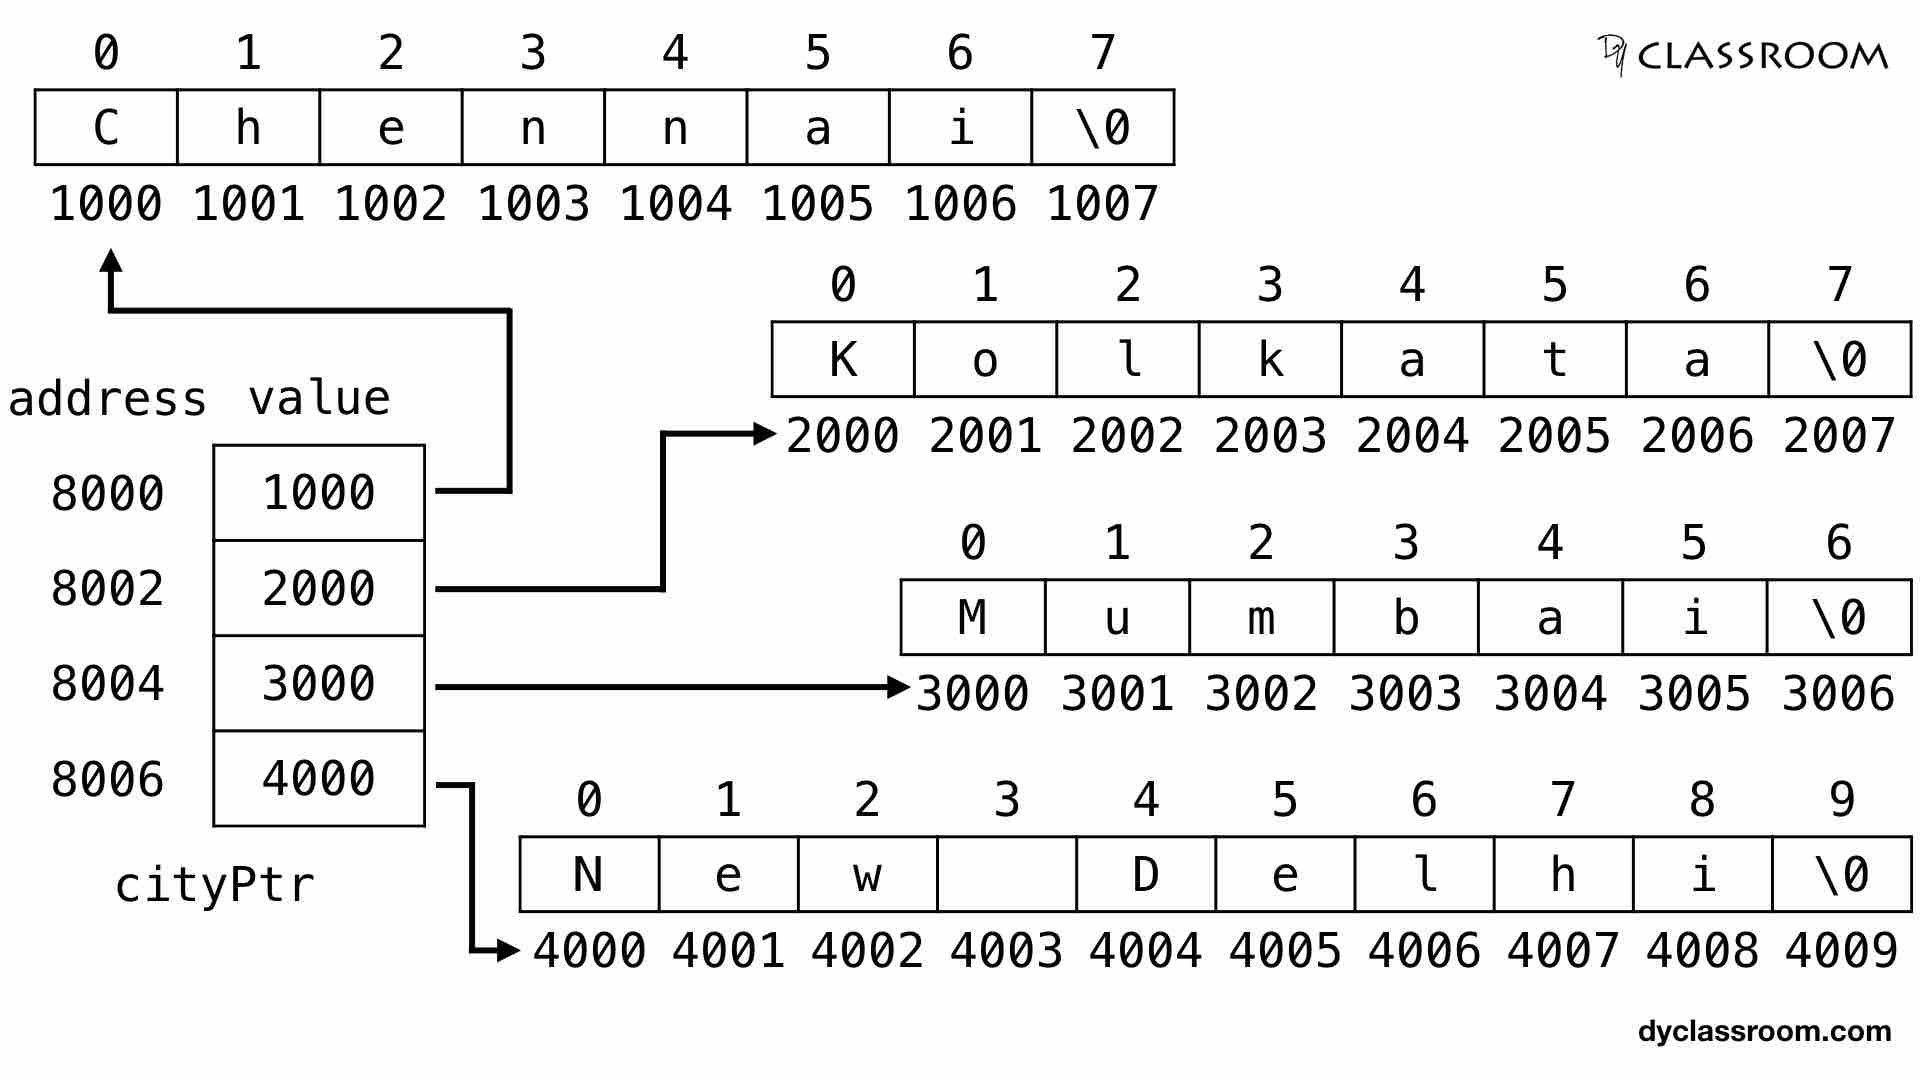 0 1 2 3 4 5 6 7
DY CLASSROOM
C h e n n a i \0
1000 1001 1002 1003 1004 1005 1006 1007
0 1 2 3 4 5 6 7
K o l k a t a \0
2000 2001 2002 2003 2004 2005 2006 2007
address value
8000 1000
8002 2000
8004 3000
8006 4000
cityPtr
0 1 2 3 4 5 6
M u m b a i \0
3000 3001 3002 3003 3004 3005 3006
0 1 2 3 4 5 6 7 8 9
N e w D e l h i \0
4000 4001 4002 4003 4004 4005 4006 4007 4008 4009
dyclassroom.com